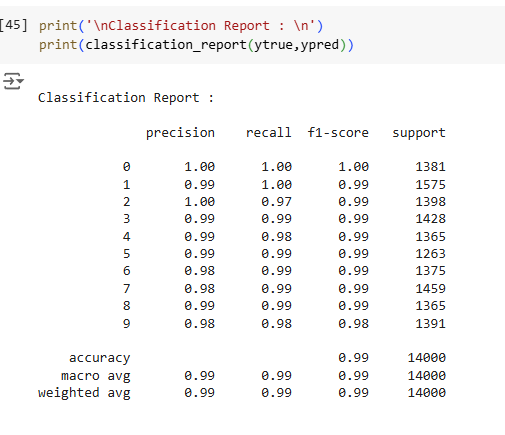 [45] print('\nClassification Report : \n')
print(classification_report(ytrue,ypred))
Classification Report :
precision recall f1-score support
0 1.00 1.00 1.00 1381
1 0.99 1.00 0.99 1575
2 1.00 0.97 0.99 1398
3 0.99 0.99 0.99 1428
4 0.99 0.98 0.99 1365
5 0.99 0.99 0.99 1263
6 0.98 0.99 0.99 1375
7 0.98 0.99 0.99 1459
8 0.99 0.99 0.99 1365
9 0.98 0.98 0.98 1391
accuracy 0.99 14000
macro avg 0.99 0.99 0.99 14000
weighted avg 0.99 0.99 0.99 14000